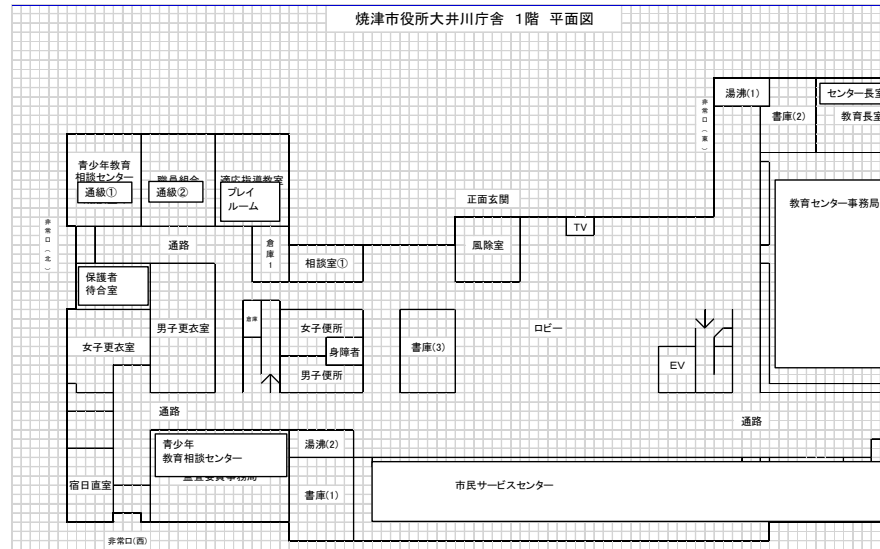 焼津市役所大井川庁舎 1階 平面図
湯沸(1)
センター長室
書庫(2)
教育長室
非常口(東)
青少年教育
相談センター
職員組合
適応指導教室
通級①
通級②
プレイ
ルーム
正面玄関
教育センター事務局
非常口(北)
通路
倉庫1
相談室①
風除室
TV
保護者
待合室
男子更衣室
女子更衣室
倉庫
女子便所
身障者
男子便所
書庫(3)
ロビー
EV
通路
通路
青少年
教育相談センター
監査委員事務局
湯沸(2)
書庫(1)
宿日直室
市民サービスセンター
非常口(西)